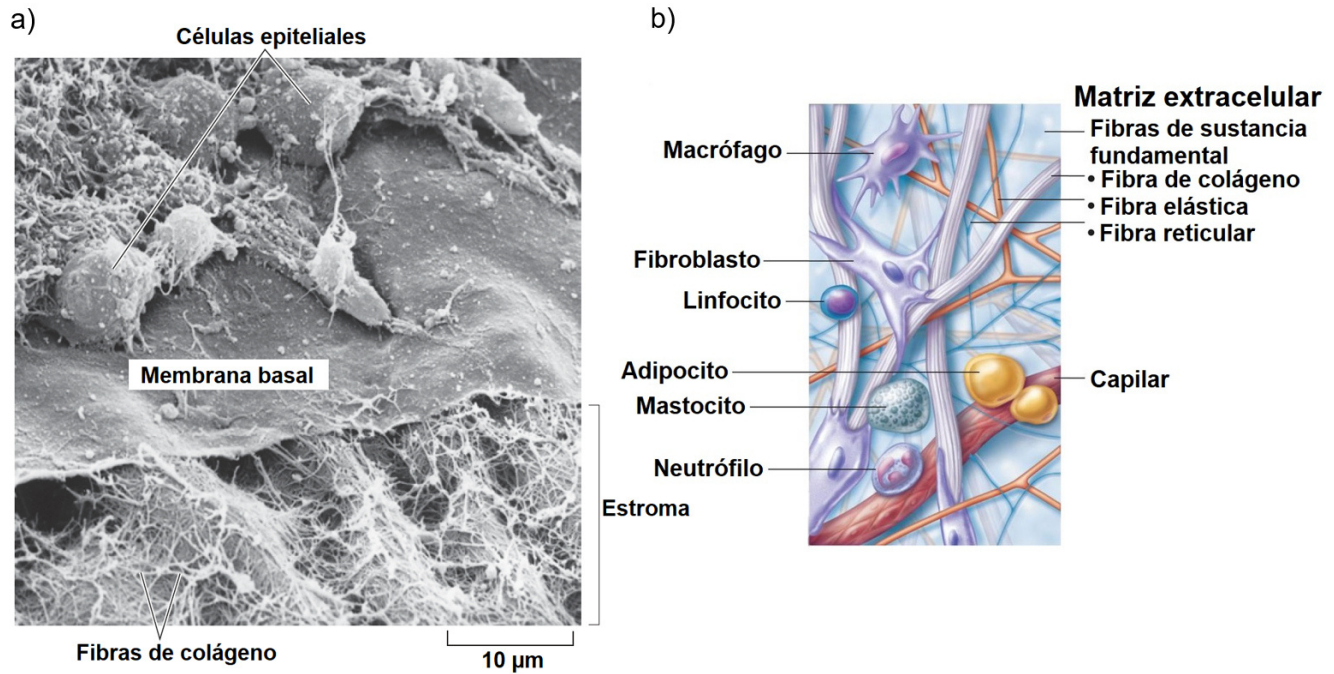 a)
Células epiteliales
Membrana basal
Estroma
Fibras de colágeno
10 µm
b)
Macrófago
Fibroblasto
Linfocito
Adipocito
Mastocito
Neutrófilo
Matriz extracelular
Fibras de sustancia
fundamental
• Fibra de colágeno
• Fibra elástica
• Fibra reticular
Capilar